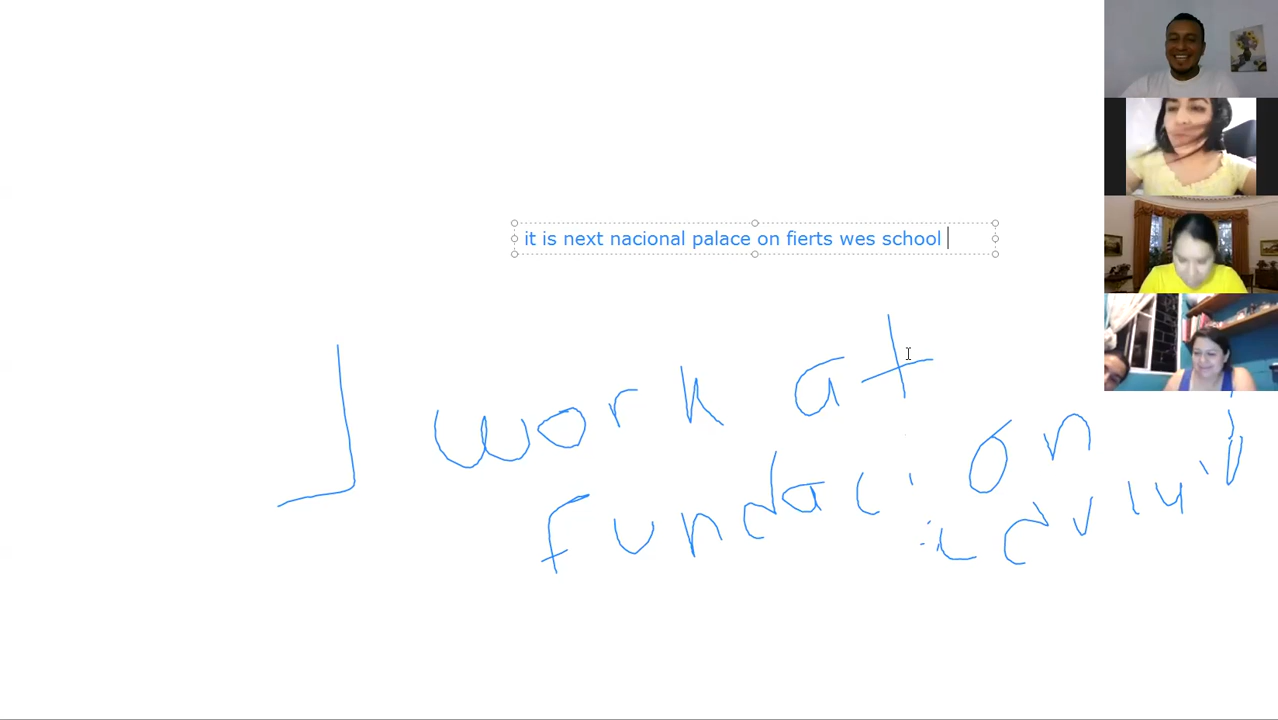 it is next nacional palace on fierts wes school
I work at
Fundacion